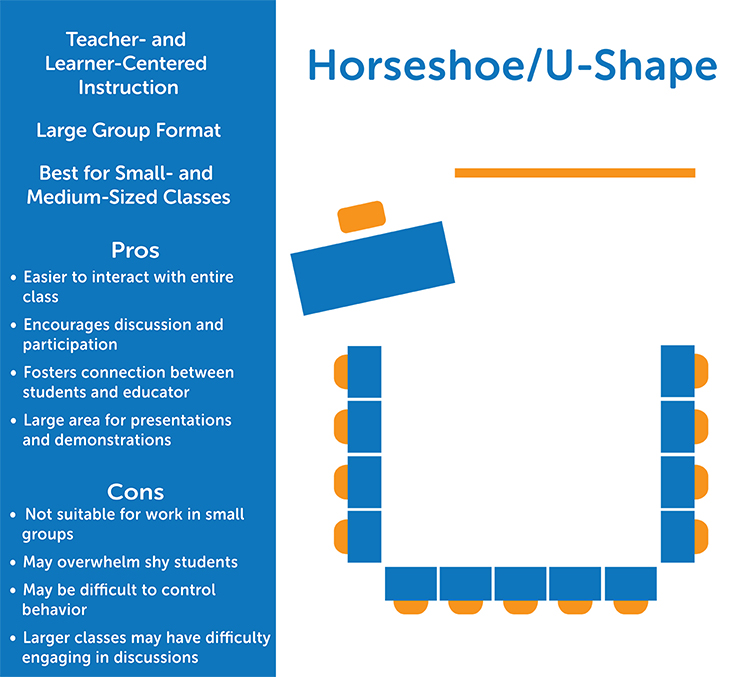 Horseshoe/U-Shape
Teacher- and
Learner-Centered
Instruction
Large Group Format
Best for Small- and
Medium-Sized Classes
Pros
• Easier to interact with entire
class
• Encourages discussion and
participation
• Fosters connection between
students and educator
• Large area for presentations
and demonstrations
Cons
• Not suitable for work in small
groups
• May overwhelm shy students
• May be difficult to control
behavior
• Larger classes may have difficulty
engaging in discussions